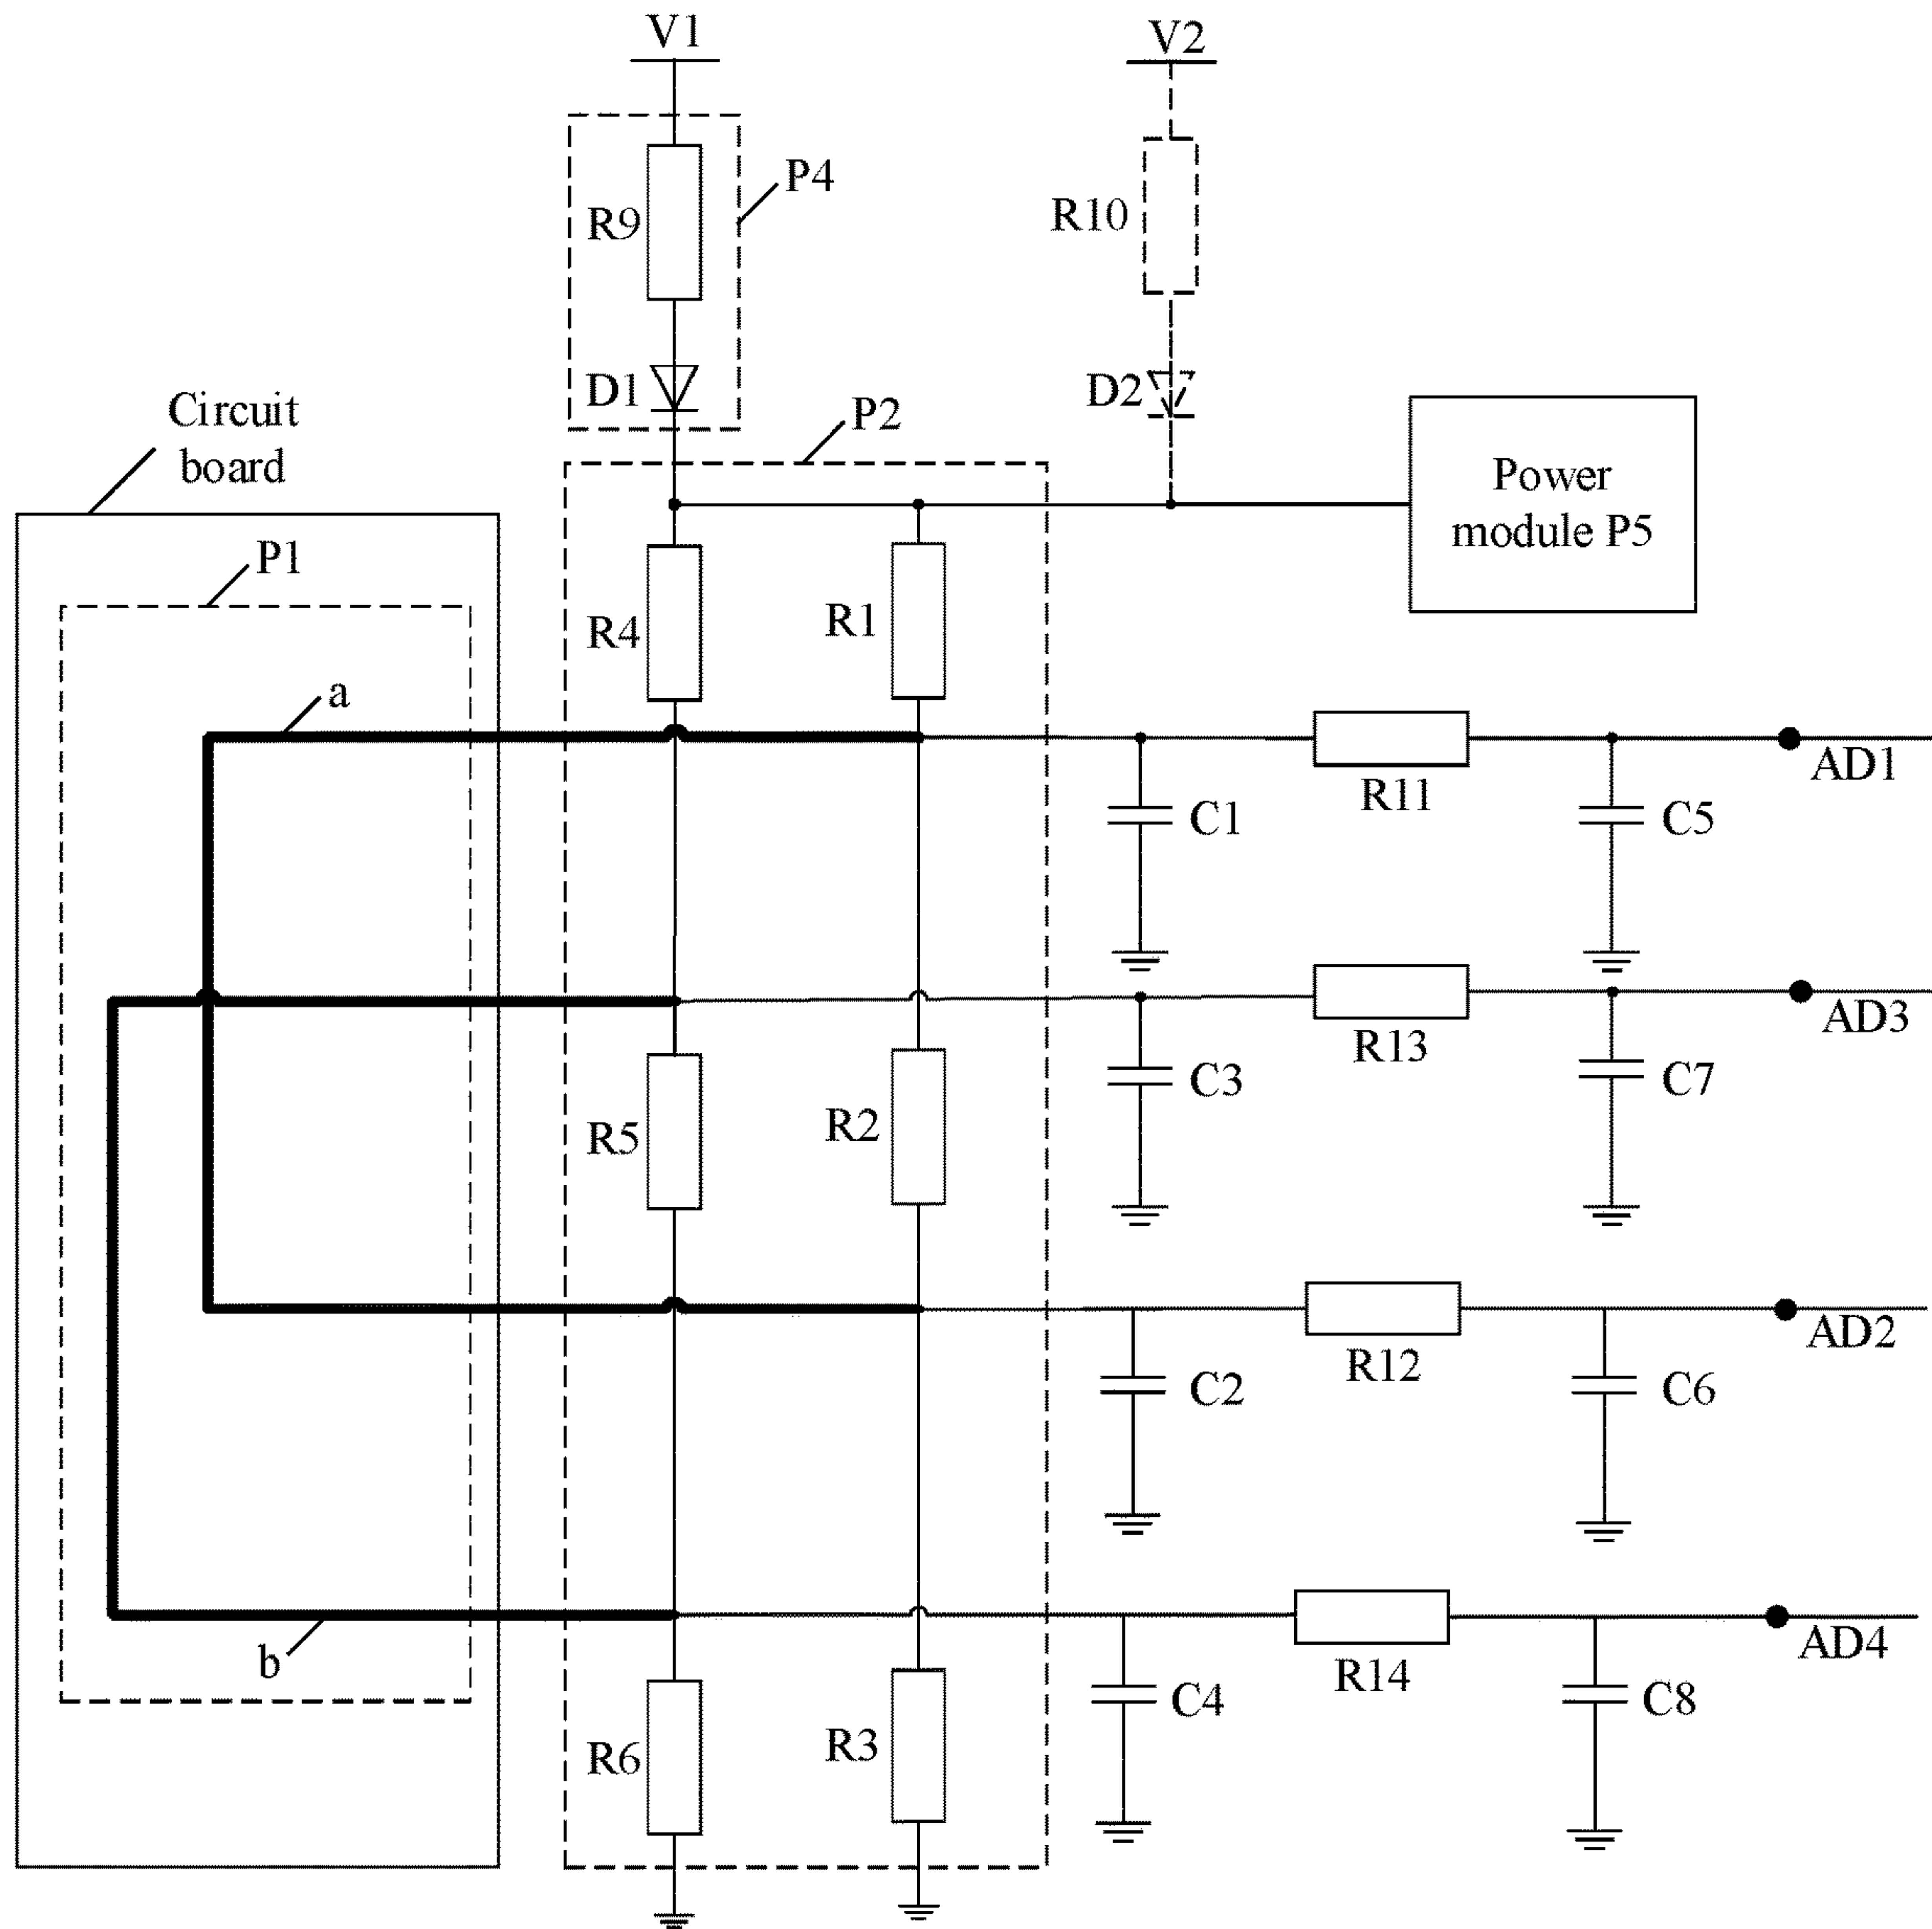 V1
V2
P4
R9
R10
D1
D2
P2
Circuit
board
Power
module P5
P1
R4
R1
a
AD1
R11
C1
C5
AD3
R13
C3
C7
R5
R2
AD2
R12
C2
C6
b
AD4
R14
C4
C8
R6
R3